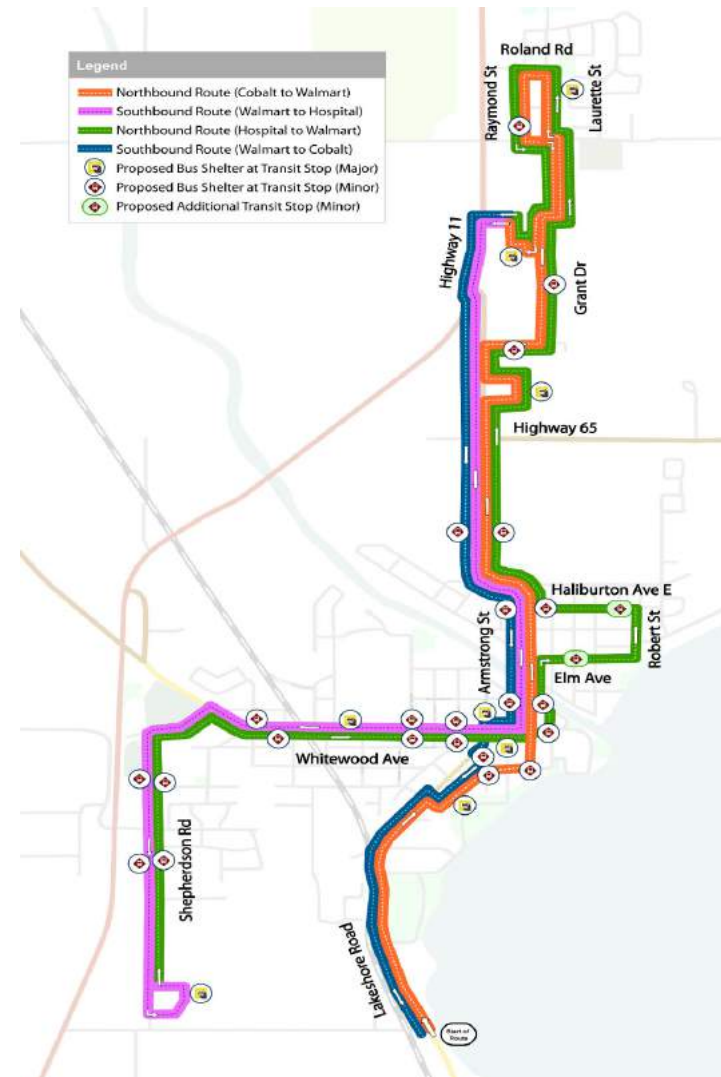 Roland Rd
Raymond St
Laurette St
Legend
Northbound Route (Cobalt to Walmart)
Southbound Route (Walmart to Hospital)
Northbound Route (Hospital to Walmart)
Southbound Route (Walmart to Cobalt)
Proposed Bus Shelter at Transit Stop (Major)
Proposed Bus Shelter at Transit Stop (Minor)
Proposed Additional Transit Stop (Minor)
Highway 11
Grant Dr
Highway 65
Haliburton Ave E
Armstrong St
Robert St
Elm Ave
Whitewood Ave
Shepherdson Rd
Lakeshore Road
Start of
Route